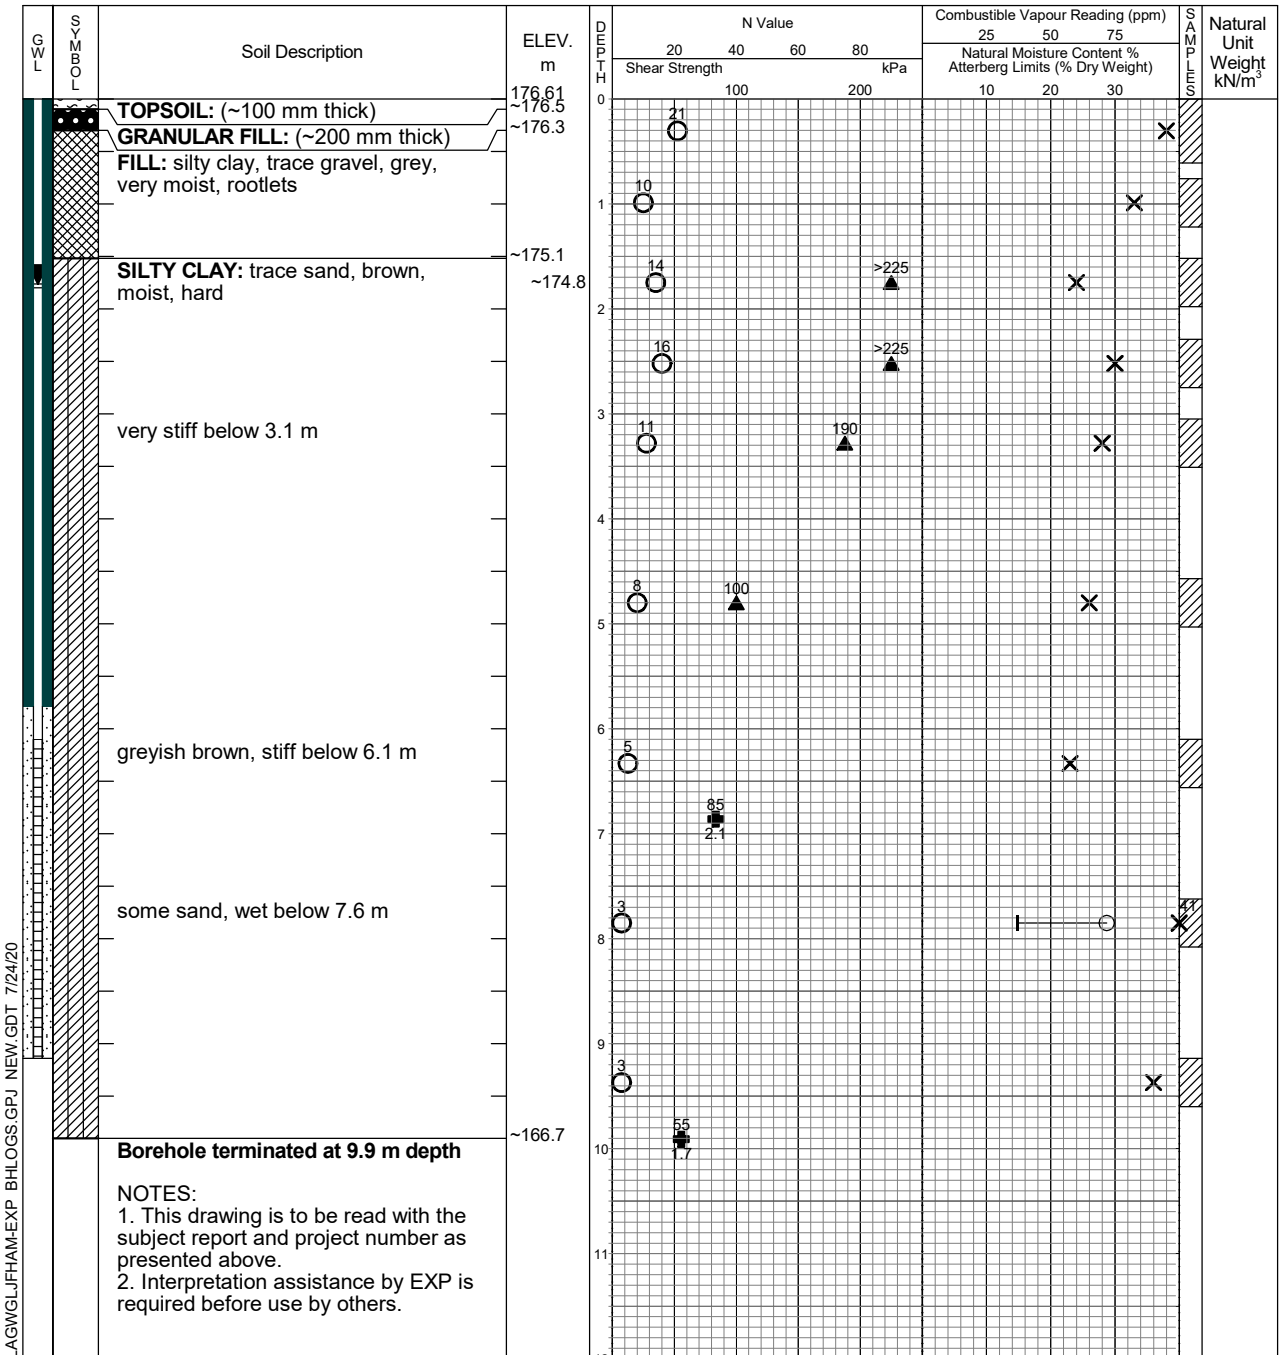 GWL
SYMBOL
Soil Description
ELEV.
m
DEPTH
N Value
20 40 60 80
Shear Strength kPa
100 200
Combustible Vapour Reading (ppm)
25 50 75
Natural Moisture Content %
Atterberg Limits (% Dry Weight)
10 20 30
SAMPLES
Natural
Unit
Weight
kN/m³
176.61
0
TOPSOIL: (~100 mm thick)
~176.5
21
GRANULAR FILL: (~200 mm thick)
~176.3
FILL: silty clay, trace gravel, grey,
very moist, rootlets
10
1
~175.1
SILTY CLAY: trace sand, brown,
moist, hard
14
>225
~174.8
2
16
>225
3
very stiff below 3.1 m
11
190
4
8
100
5
6
greyish brown, stiff below 6.1 m
5
85
2.1
7
some sand, wet below 7.6 m
3
41
8
9
3
~166.7
55
1.7
Borehole terminated at 9.9 m depth
10
NOTES:
1. This drawing is to be read with the
subject report and project number as
presented above.
2. Interpretation assistance by EXP is
required before use by others.
11
LAGWGLJFHAM-EXP BHLOGS.GPJ NEW.GDT 7/24/20